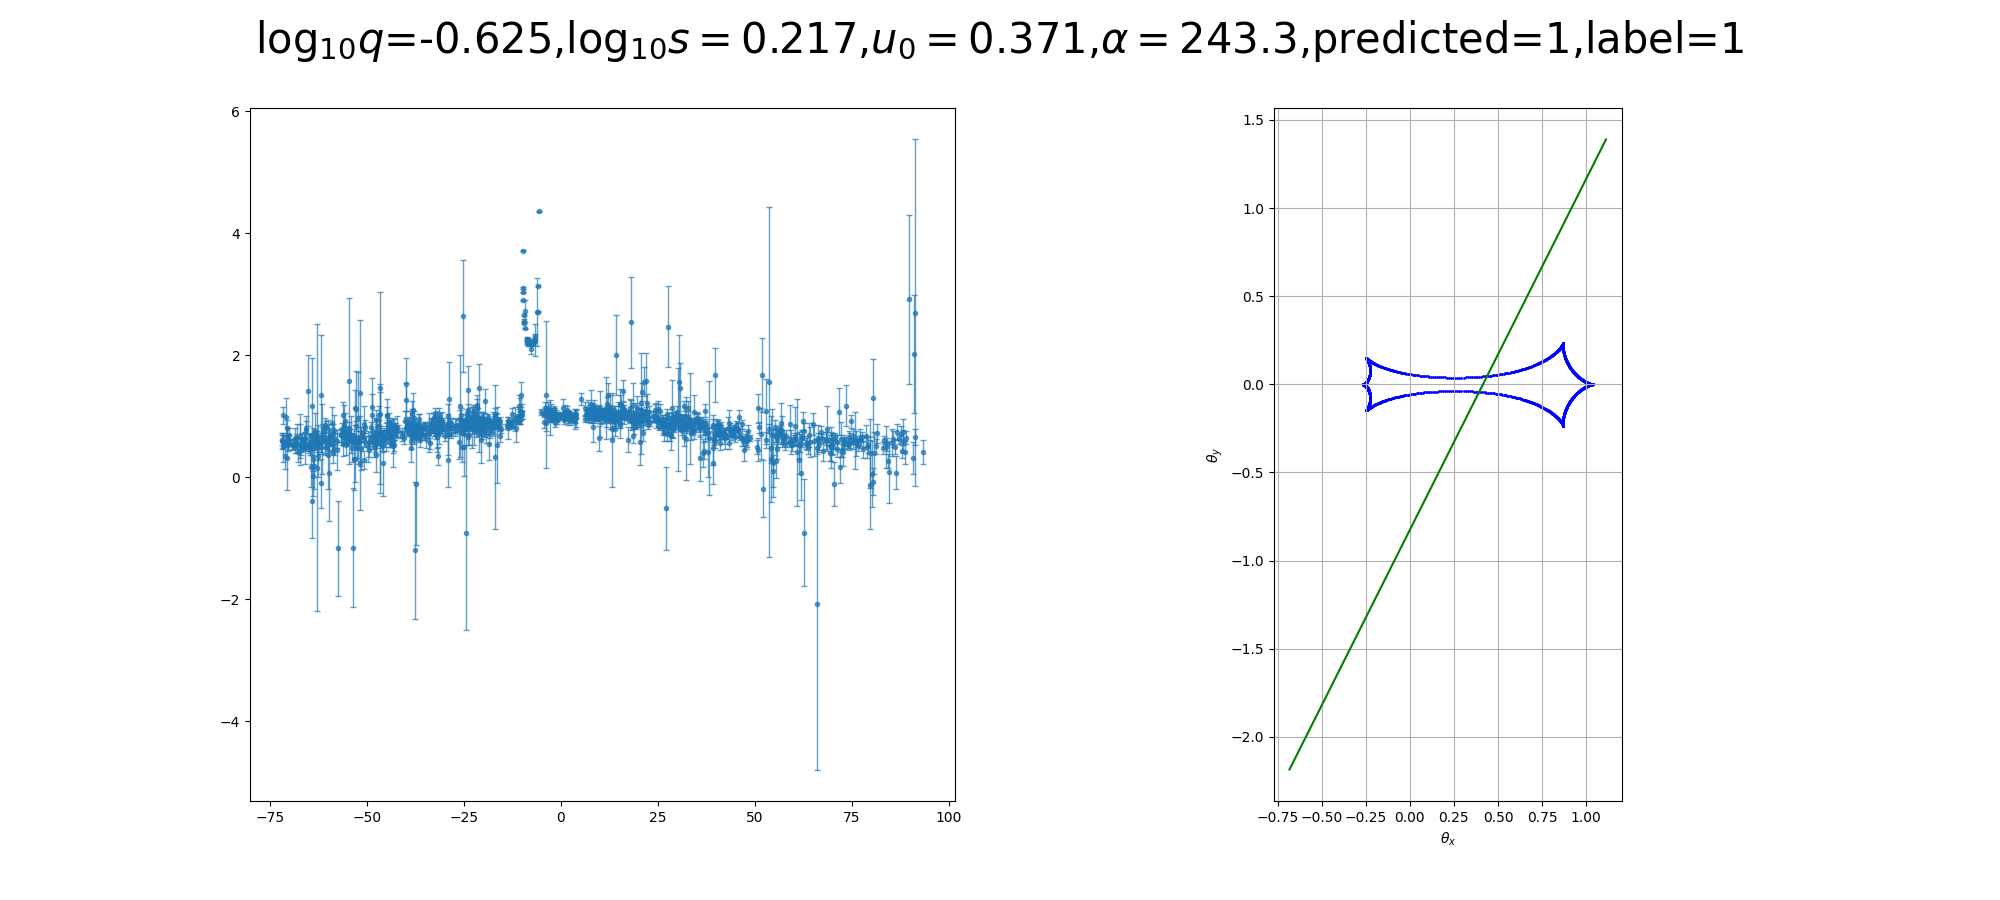 log₁₀q=-0.625,log₁₀s = 0.217,u₀ = 0.371,α = 243.3,predicted=1,label=1
6
4
2
0
−2
−4
−75 −50 −25 0 25 50 75 100
1.5
1.0
0.5
0.0
−0.5
−1.0
−1.5
−2.0
θy
−0.75 −0.50 −0.25 0.00 0.25 0.50 0.75 1.00
θx